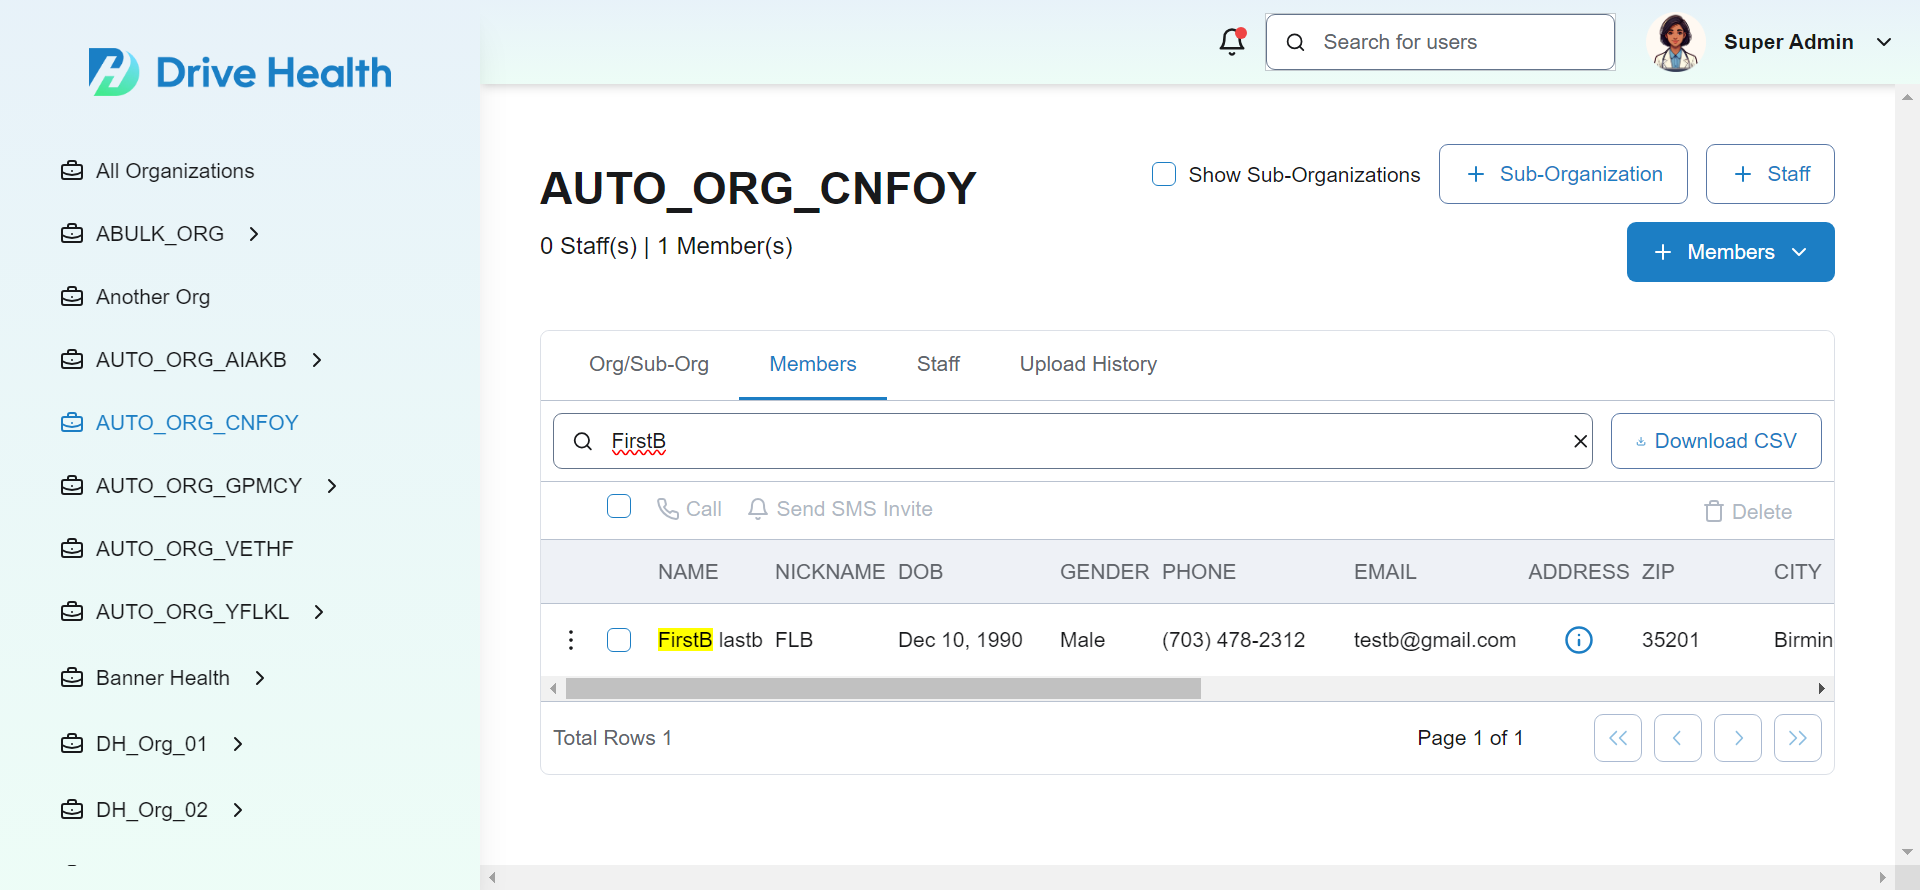 Drive Health
All Organizations
ABULK_ORG
Another Org
AUTO_ORG_AIAKB
AUTO_ORG_CNFOY
AUTO_ORG_GPMCY
AUTO_ORG_VETHF
AUTO_ORG_YFLKL
Banner Health
DH_Org_01
DH_Org_02
Search for users
Super Admin
AUTO_ORG_CNFOY
0 Staff(s) | 1 Member(s)
Show Sub-Organizations
+ Sub-Organization
+ Staff
+ Members
Org/Sub-Org Members Staff Upload History
FirstB
Download CSV
Call Send SMS Invite Delete
NAME NICKNAME DOB GENDER PHONE EMAIL ADDRESS ZIP CITY
FirstB lastb FLB Dec 10, 1990 Male (703) 478-2312 testb@gmail.com 35201 Birmin
Total Rows 1
Page 1 of 1